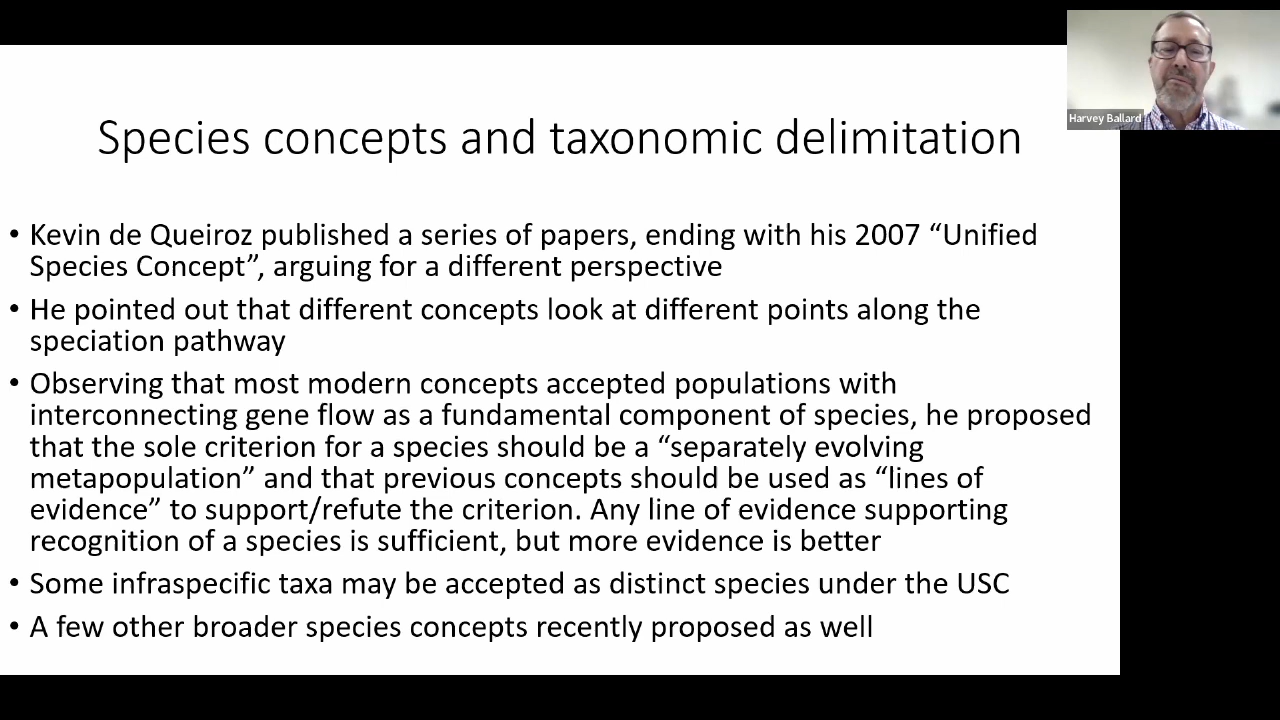 Harvey Ballard
Species concepts and taxonomic delimitation
• Kevin de Queiroz published a series of papers, ending with his 2007 “Unified
Species Concept”, arguing for a different perspective
• He pointed out that different concepts look at different points along the
speciation pathway
• Observing that most modern concepts accepted populations with
interconnecting gene flow as a fundamental component of species, he proposed
that the sole criterion for a species should be a “separately evolving
metapopulation” and that previous concepts should be used as “lines of
evidence” to support/refute the criterion. Any line of evidence supporting
recognition of a species is sufficient, but more evidence is better
• Some infraspecific taxa may be accepted as distinct species under the USC
• A few other broader species concepts recently proposed as well